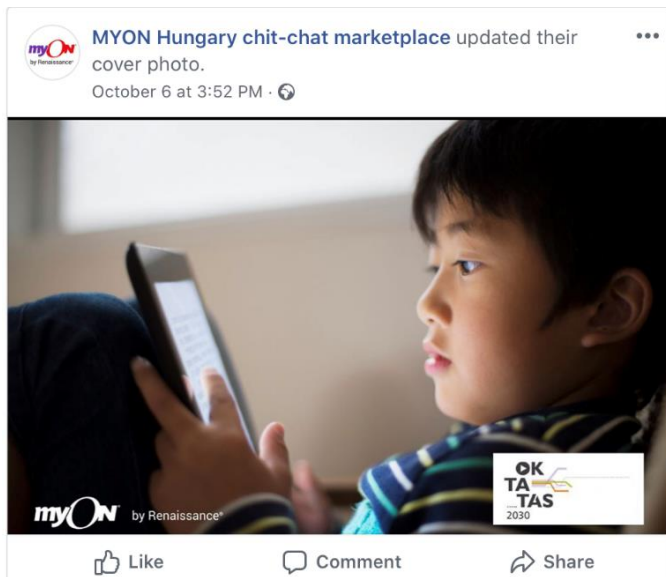 myON
by Renaissance®
MYON Hungary chit-chat marketplace updated their
cover photo.
October 6 at 3:52 PM ·
myON by Renaissance®
OK
TA
TAS
2030
Like Comment Share